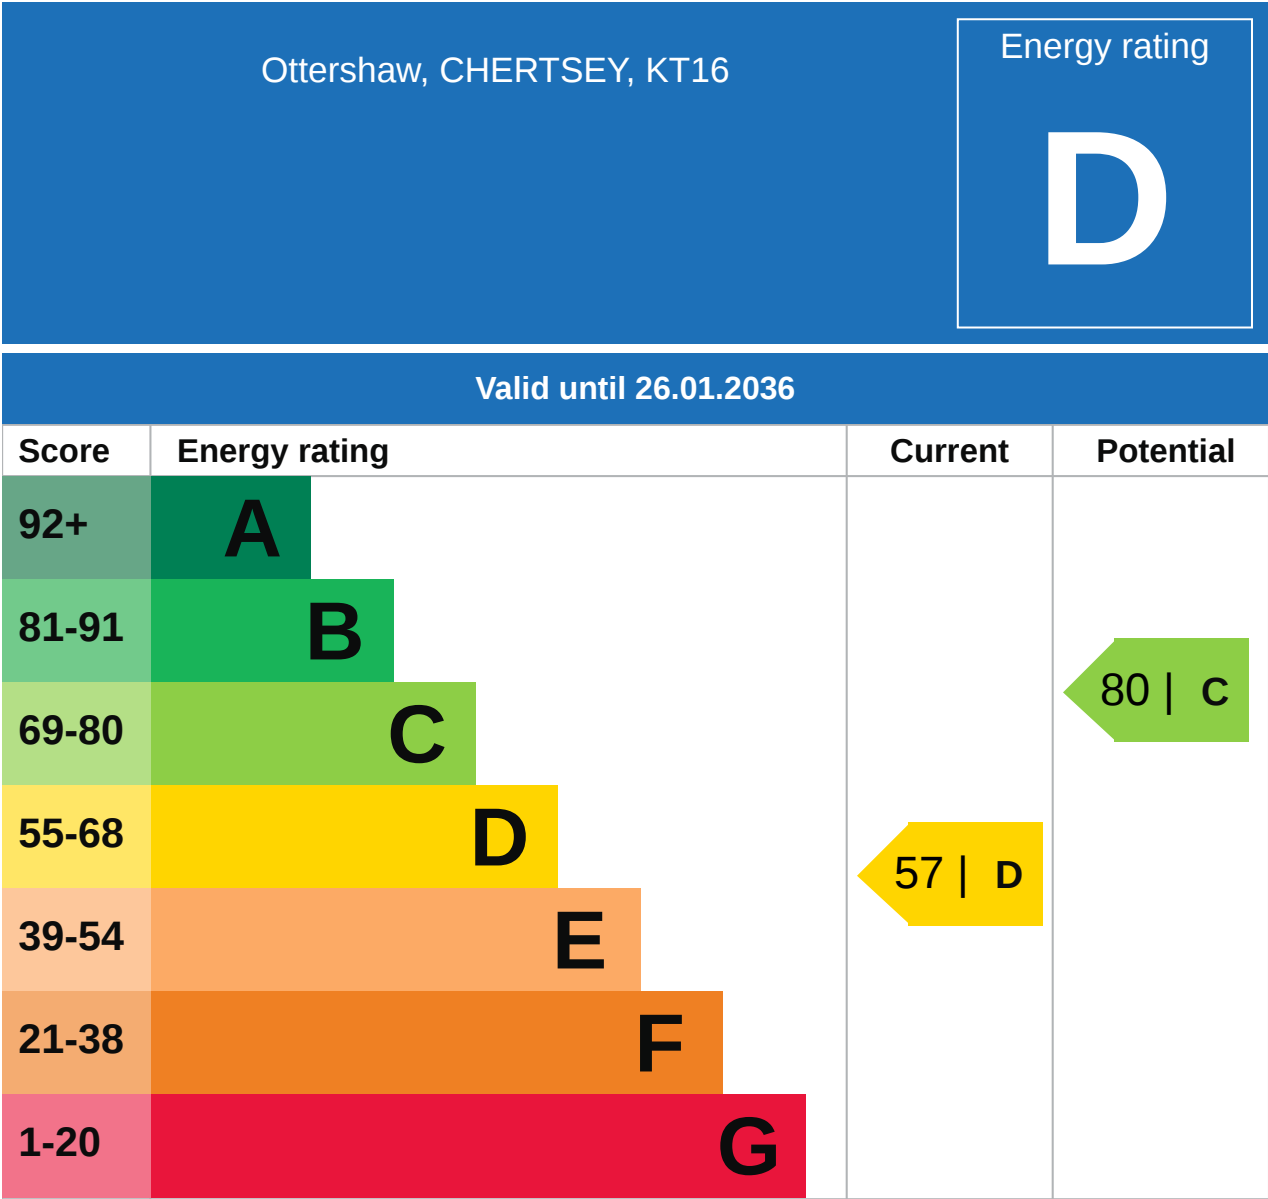 Ottershaw, CHERTSEY, KT16
Energy rating
D
Valid until 26.01.2036
Score Energy rating Current Potential
92+ A
81-91 B
69-80 C
80 | C
55-68 D
57 | D
39-54 E
21-38 F
1-20 G